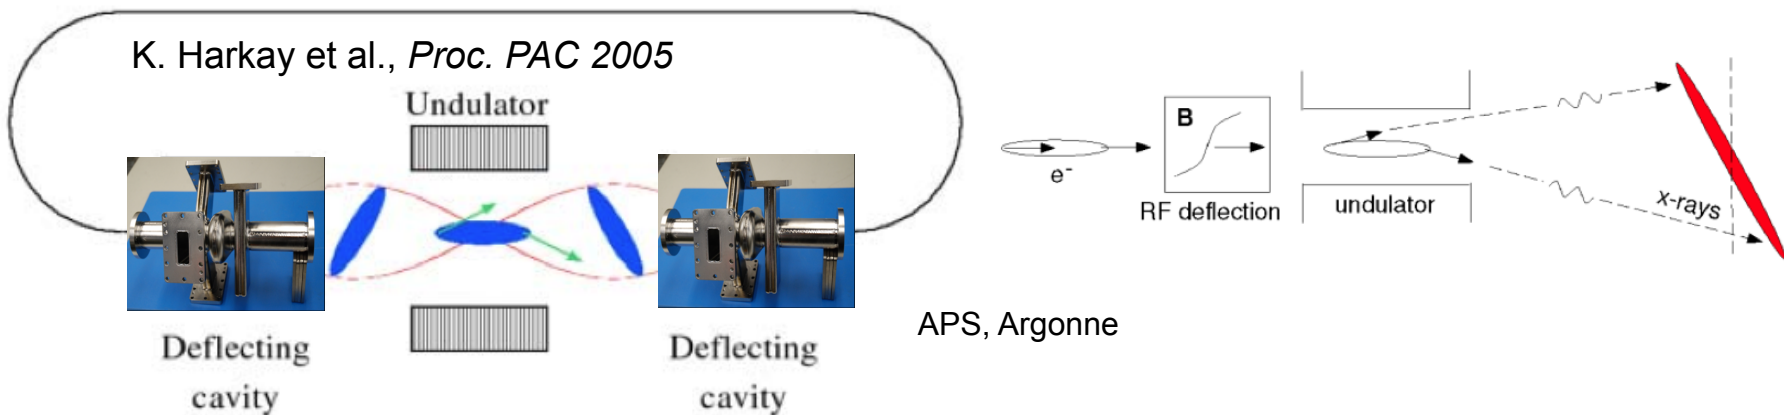 K. Harkay et al., Proc. PAC 2005
Undulator
Deflecting
cavity
Deflecting
cavity
APS, Argonne
e-
B
RF deflection
undulator
x-rays